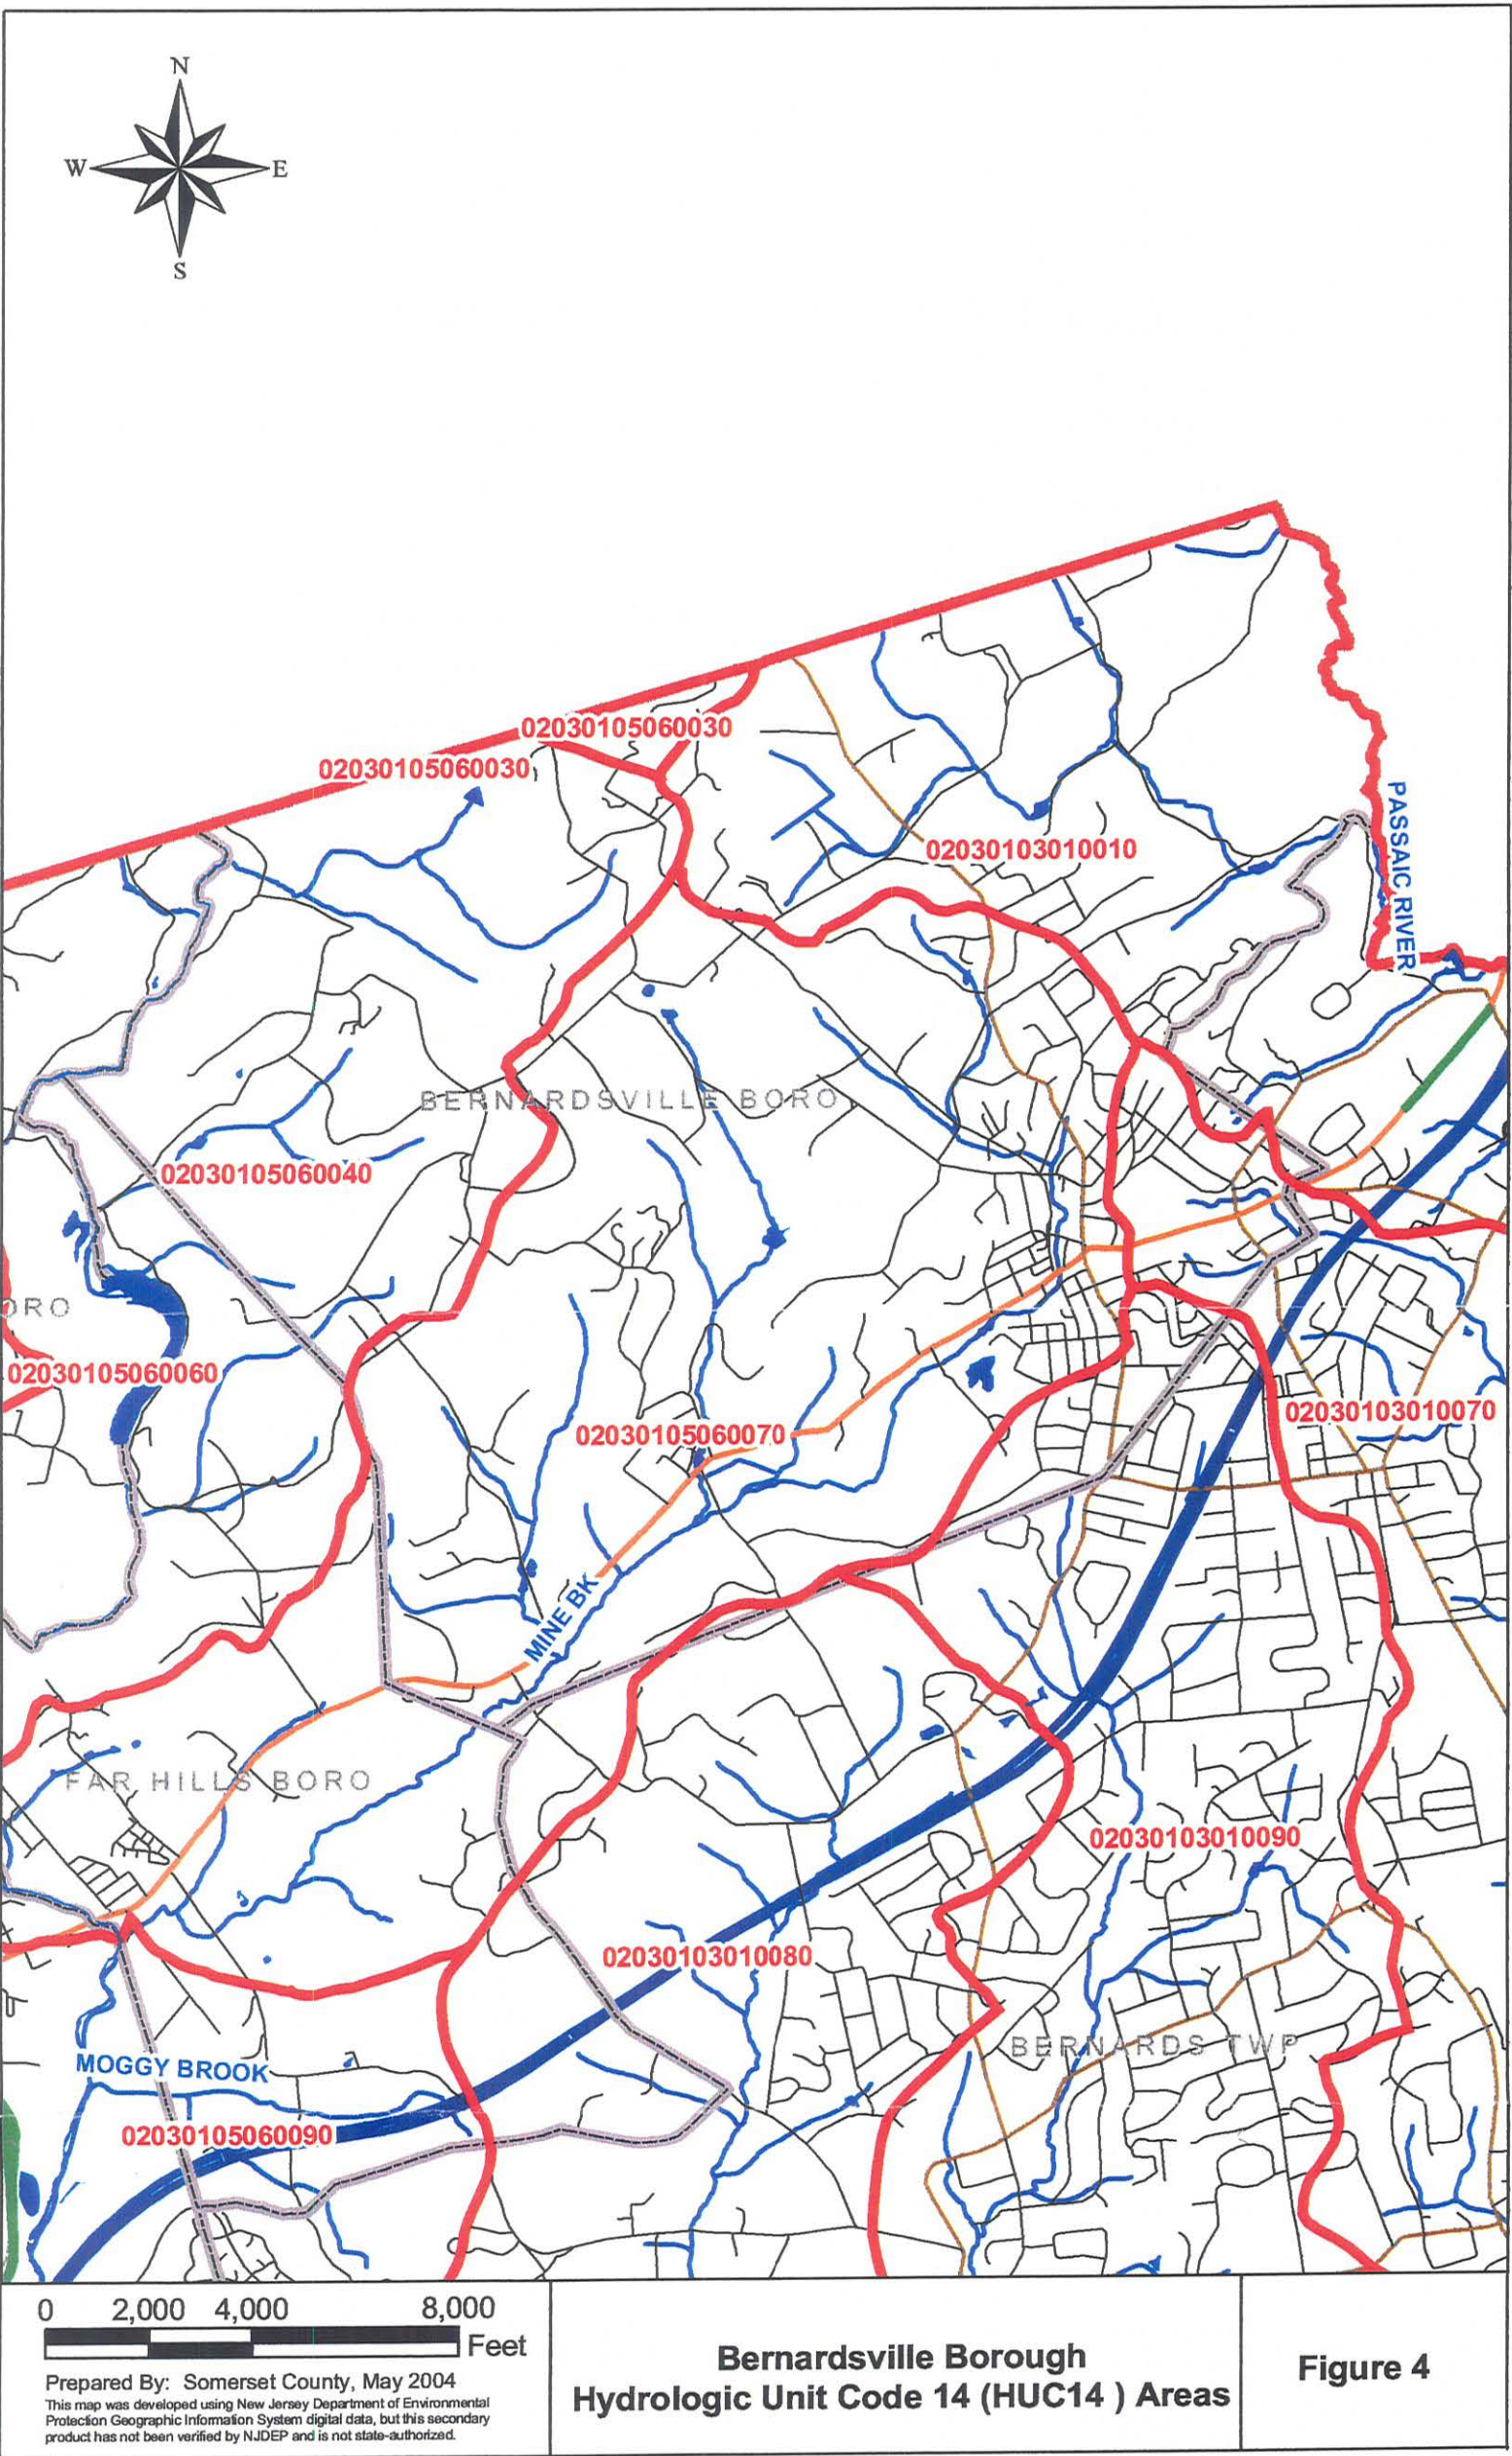 N
W E
S
02030105060030
02030105060030
02030103010010
PASSAIC RIVER
BERNARDSVILLE BORO
02030105060040
ORO
02030105060060
02030103010070
02030105060070
MINE BK
FAR HILLS BORO
02030103010090
02030103010080
BERNARDS TWP
MOGGY BROOK
02030105060090
0 2,000 4,000 8,000
Feet
Prepared By: Somerset County, May 2004
This map was developed using New Jersey Department of Environmental
Protection Geographic Information System digital data, but this secondary
product has not been verified by NJDEP and is not state-authorized.
Bernardsville Borough
Hydrologic Unit Code 14 (HUC14 ) Areas
Figure 4